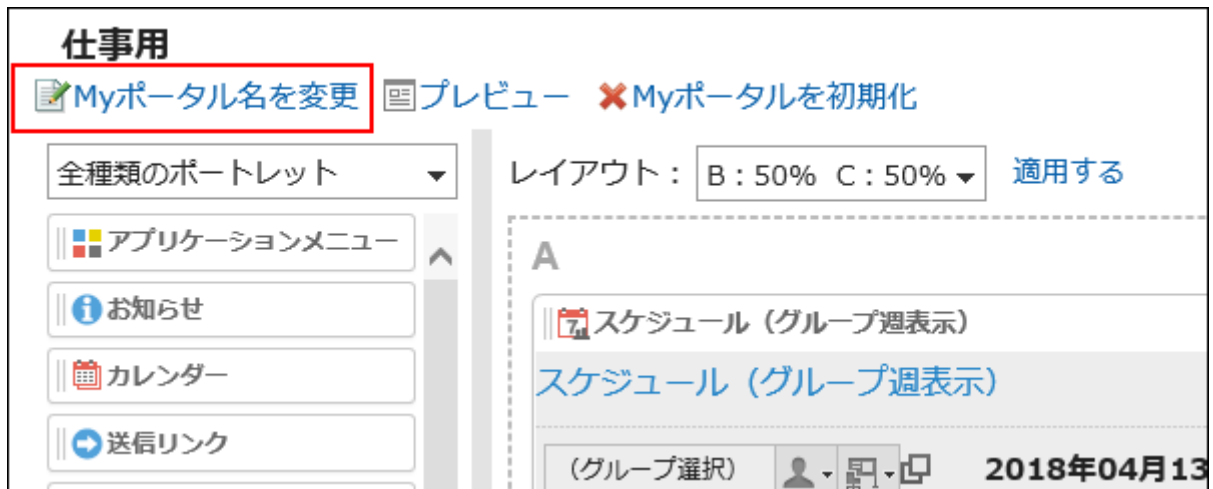 仕事用
Myポータル名を変更 プレビュー Myポータルを初期化
全種類のポートレット
レイアウト： B：50% C：50% 適用する
アプリケーションメニュー
お知らせ
カレンダー
送信リンク
A
7
スケジュール（グループ週表示）
スケジュール（グループ週表示）
（グループ選択） 2018年04月13